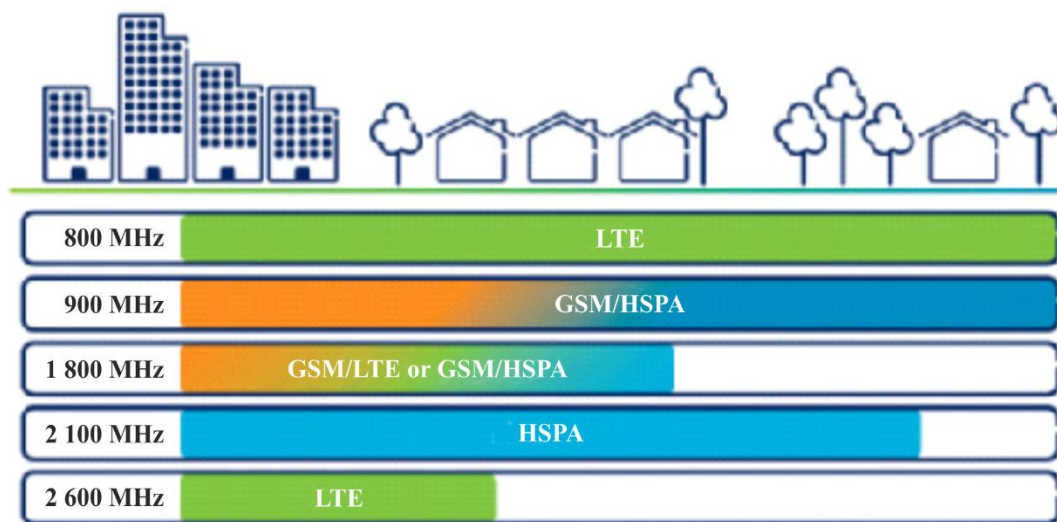 800 MHz LTE
900 MHz GSM/HSPA
1 800 MHz GSM/LTE or GSM/HSPA
2 100 MHz HSPA
2 600 MHz LTE